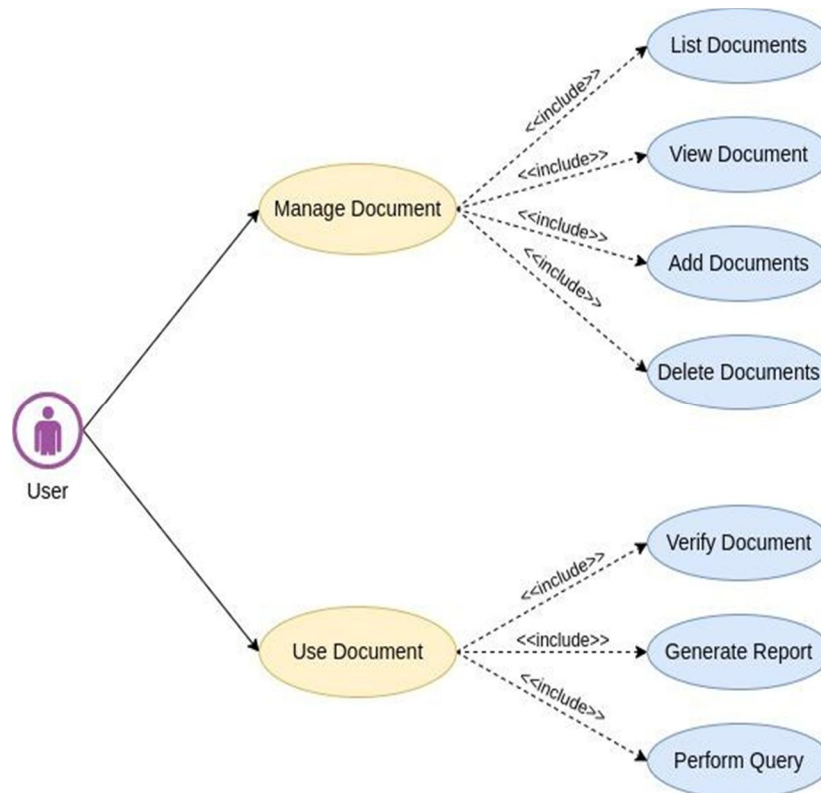 List Documents
<<include>>
View Document
<<include>>
Manage Document
<<include>>
Add Documents
<<include>>
Delete Documents
User
Verify Document
<<include>>
Use Document
<<include>>
Generate Report
<<include>>
Perform Query